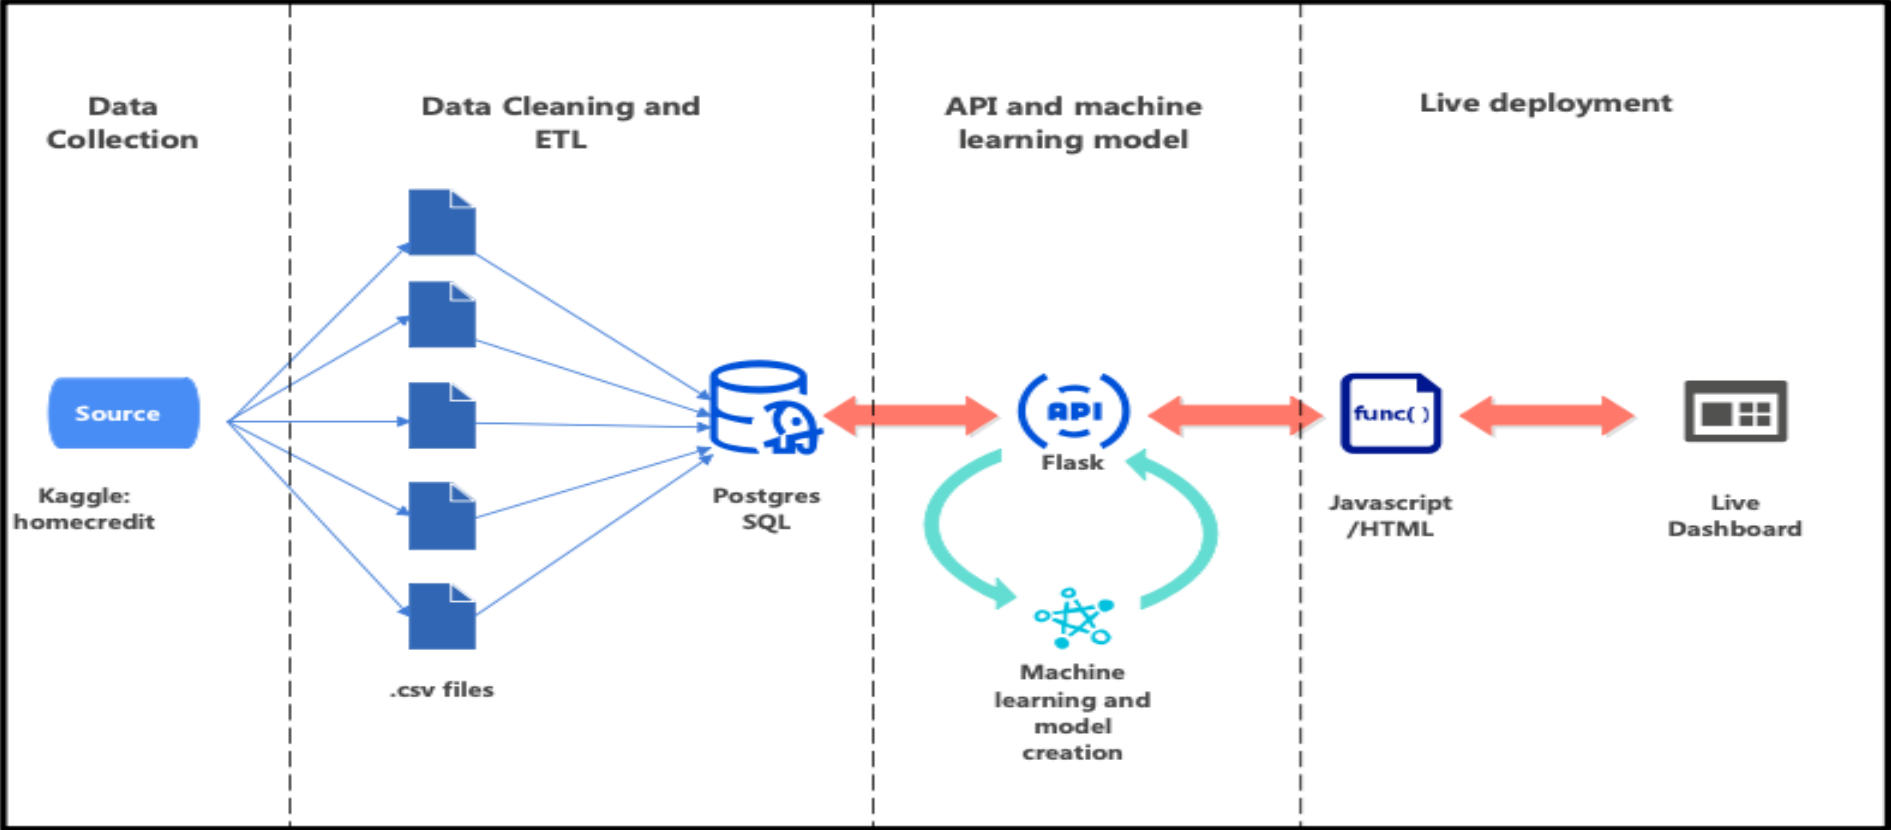 Data
Collection
Data Cleaning and
ETL
API and machine
learning model
Live deployment
Source
Kaggle:
homecredit
.csv files
Postgres
SQL
API
Flask
Machine
learning and
model
creation
func( )
Javascript
/HTML
Live
Dashboard